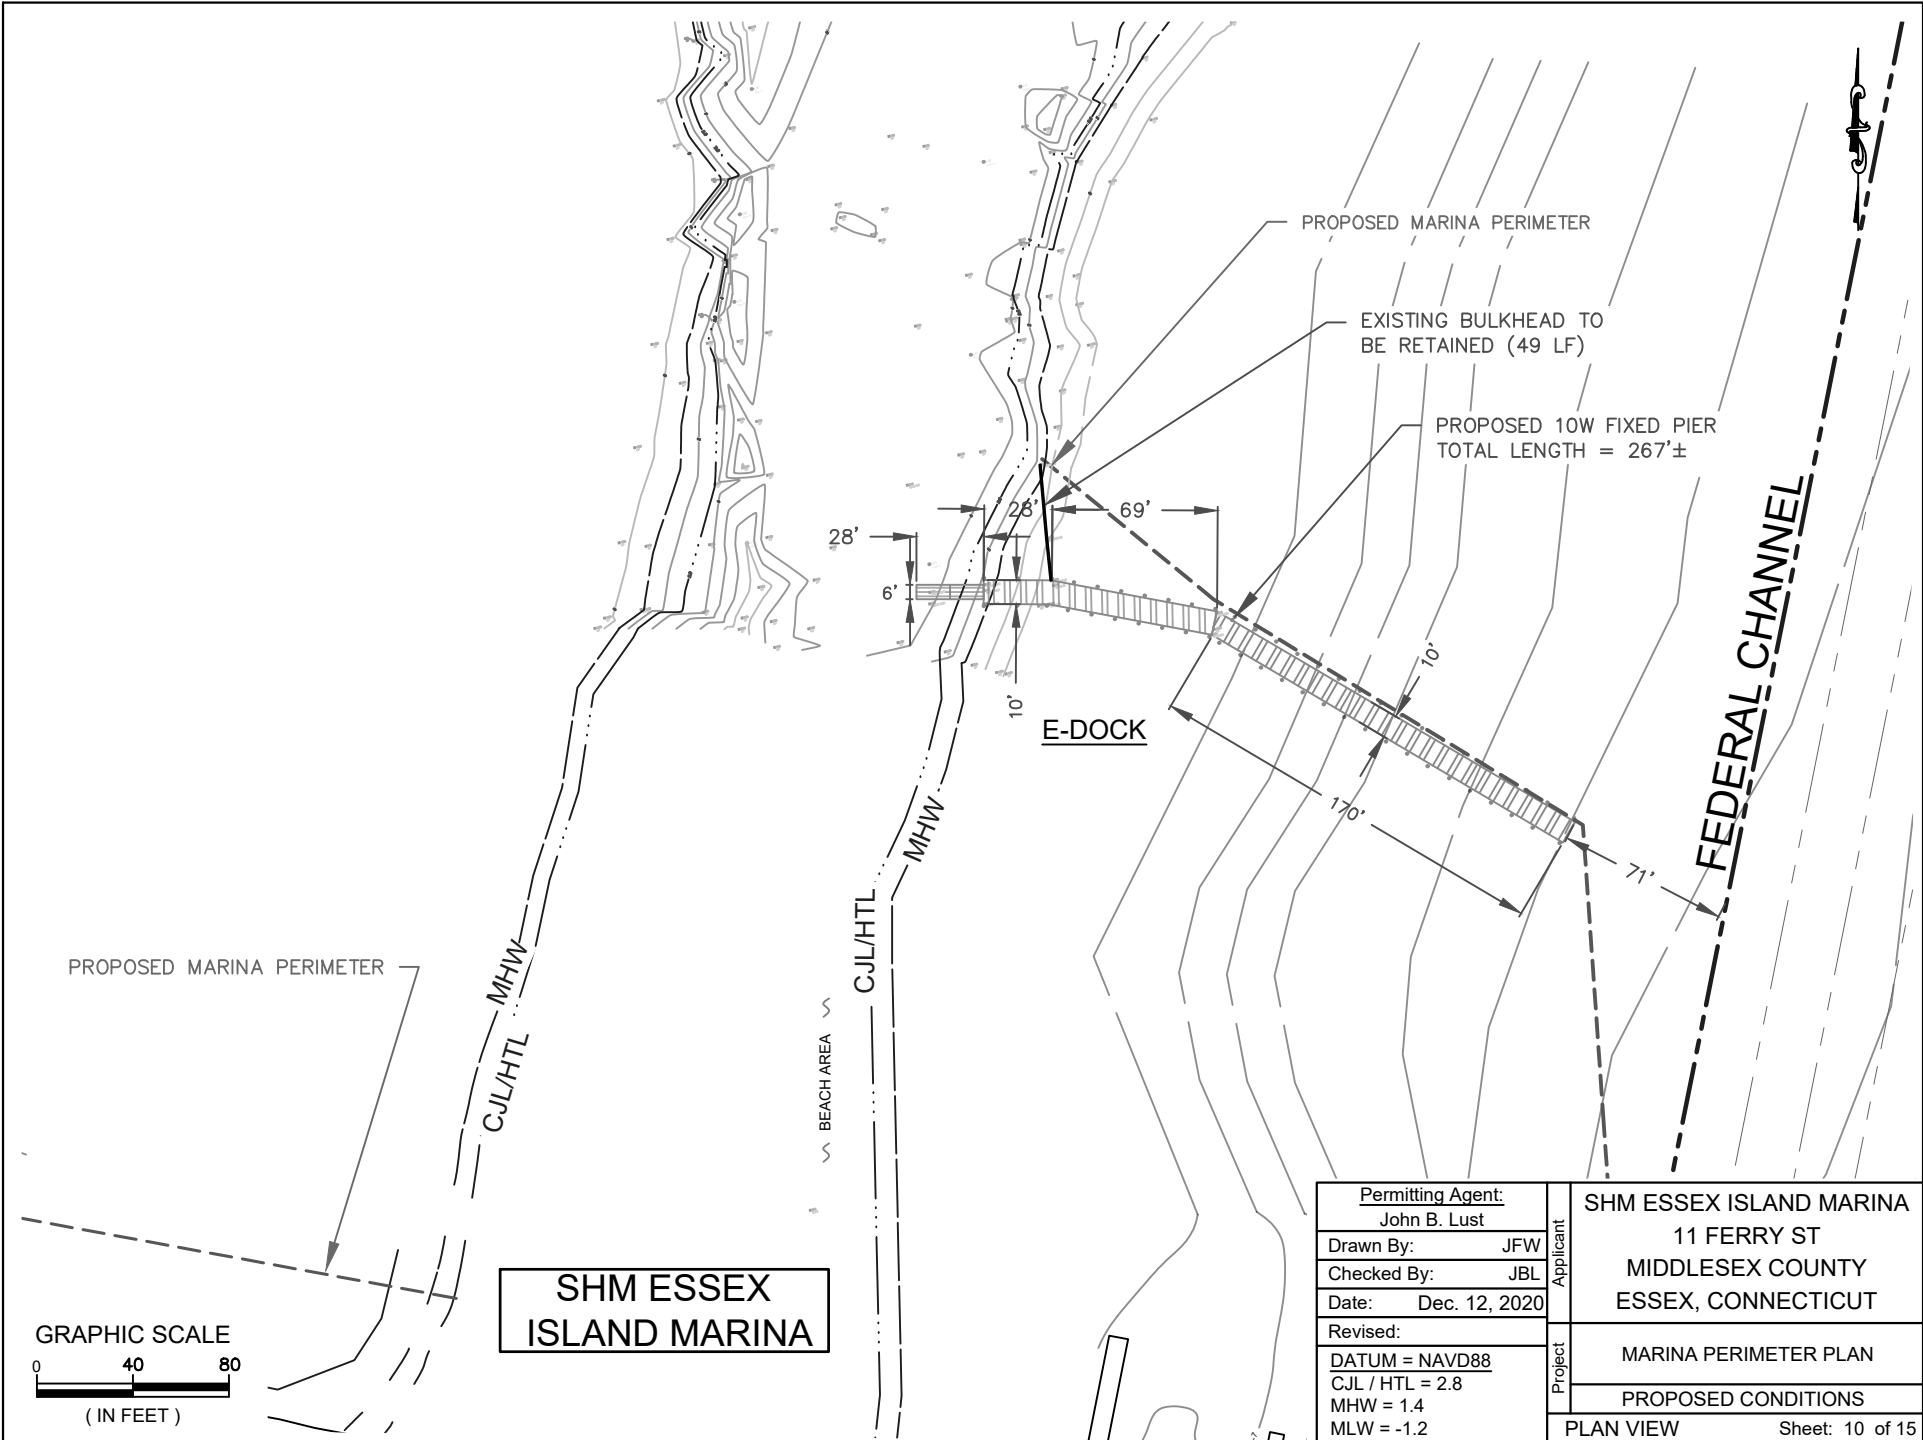 PROPOSED MARINA PERIMETER
EXISTING BULKHEAD TO
BE RETAINED (49 LF)
PROPOSED 10W FIXED PIER
TOTAL LENGTH = 267'±
28'
69'
28'
6'
10'
10'
E-DOCK
170'
71'
FEDERAL CHANNEL
MHW
CJL/HTL
PROPOSED MARINA PERIMETER
MHW
CJL/HTL
BEACH AREA
SHM ESSEX
ISLAND MARINA
GRAPHIC SCALE
0 40 80
( IN FEET )
Permitting Agent:
John B. Lust
Drawn By: JFW
Checked By: JBL
Date: Dec. 12, 2020
Revised:
DATUM = NAVD88
CJL / HTL = 2.8
MHW = 1.4
MLW = -1.2
Applicant
SHM ESSEX ISLAND MARINA
11 FERRY ST
MIDDLESEX COUNTY
ESSEX, CONNECTICUT
Project
MARINA PERIMETER PLAN
PROPOSED CONDITIONS
PLAN VIEW Sheet: 10 of 15